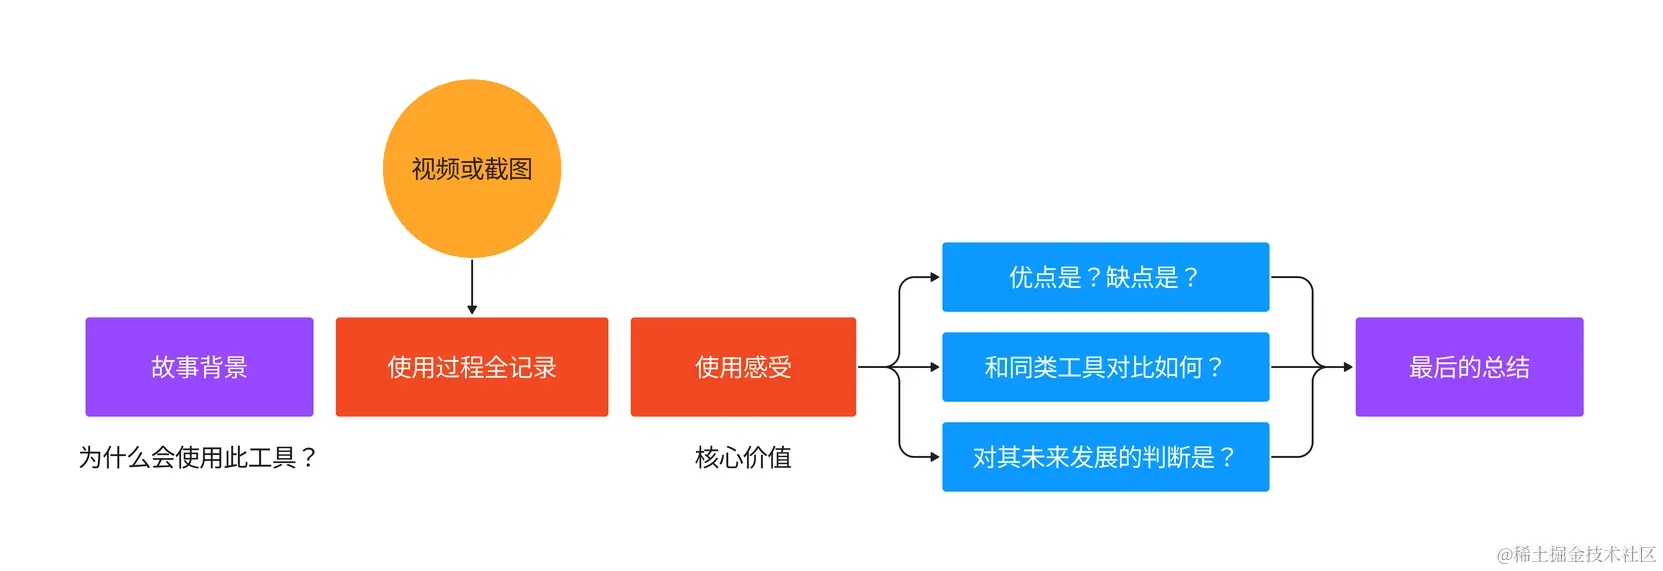 视频或截图
故事背景
使用过程全记录
使用感受
优点是？缺点是？
和同类工具对比如何？
对其未来发展的判断是？
最后的总结
为什么会使用此工具？
核心价值
@稀土掘金技术社区